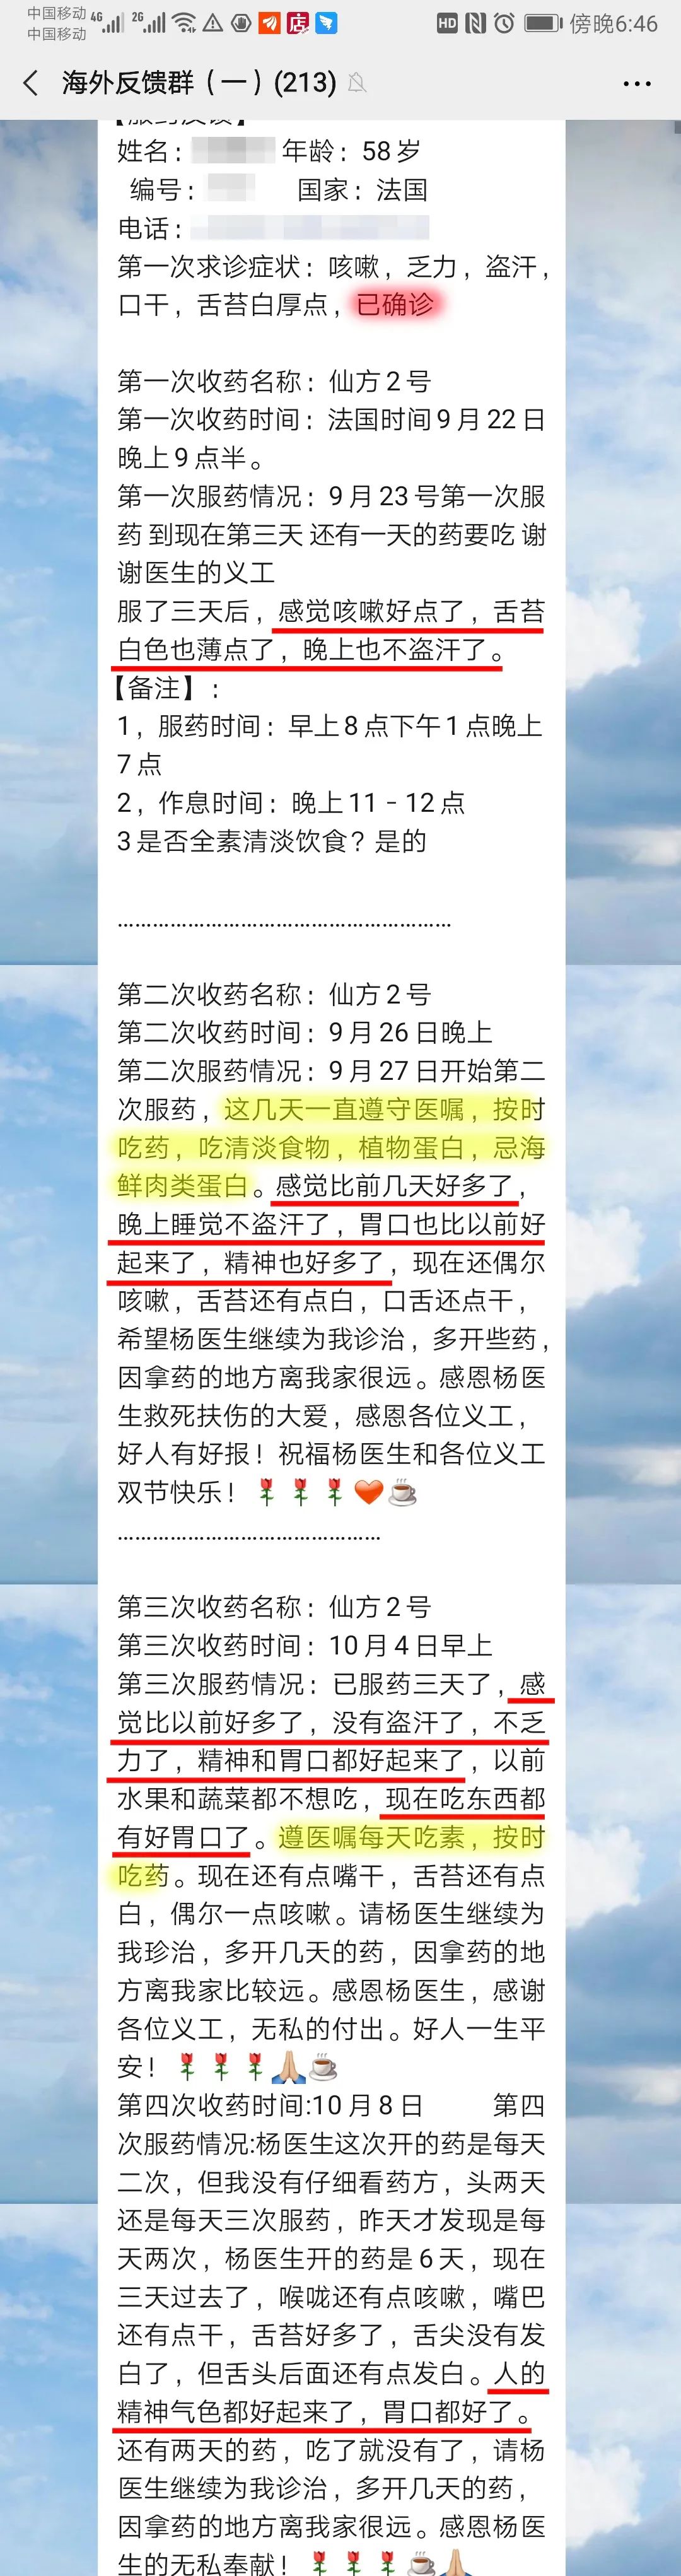 中国移动 4G 2G HD 傍晚6:46
中国移动
店
海外反馈群（一）(213)
【服药反馈】
姓名： 年龄：58岁
编号： 国家：法国
电话：
第一次求诊症状：咳嗽，乏力，盗汗，
口干，舌苔白厚点，已确诊
第一次收药名称：仙方2号
第一次收药时间：法国时间9月22日
晚上9点半。
第一次服药情况：9月23号第一次服
药 到现在第三天 还有一天的药要吃 谢
谢医生的义工
服了三天后，感觉咳嗽好点了，舌苔
白色也薄点了，晚上也不盗汗了。
【备注】：
1，服药时间：早上8点下午1点晚上
7点
2，作息时间：晚上11－12点
3是否全素清淡饮食？是的
…………………………………………………
第二次收药名称：仙方2号
第二次收药时间：9月26日晚上
第二次服药情况：9月27日开始第二
次服药，这几天一直遵守医嘱，按时
吃药，吃清淡食物，植物蛋白，忌海
鲜肉类蛋白。感觉比前几天好多了，
晚上睡觉不盗汗了，胃口也比以前好
起来了，精神也好多了，现在还偶尔
咳嗽，舌苔还有点白，口舌还点干，
希望杨医生继续为我诊治，多开些药，
因拿药的地方离我家很远。感恩杨医
生救死扶伤的大爱，感恩各位义工，
好人有好报！祝福杨医生和各位义工
双节快乐！🌹🌹🌹❤️☕
………………………………………
第三次收药名称：仙方2号
第三次收药时间：10月4日早上
第三次服药情况：已服药三天了，感
觉比以前好多了，没有盗汗了，不乏
力了，精神和胃口都好起来了，以前
水果和蔬菜都不想吃，现在吃东西都
有好胃口了。遵医嘱每天吃素，按时
吃药。现在还有点嘴干，舌苔还有点
白，偶尔一点咳嗽。请杨医生继续为
我珍治，多开几天的药，因拿药的地
方离我家比较远。感恩杨医生，感谢
各位义工，无私的付出。好人一生平
安！🌹🌹🌹🙏☕
第四次收药时间:10月8日 第四
次服药情况:杨医生这次开的药是每天
二次，但我没有仔细看药方，头两天
还是每天三次服药，昨天才发现是每
天两次，杨医生开的药是6天，现在
三天过去了，喉咙还有点咳嗽，嘴巴
还有点干，舌苔好多了，舌尖没有发
白了，但舌头后面还有点发白。人的
精神气色都好起来了，胃口都好了。
还有两天的药，吃了就没有了，请杨
医生继续为我诊治，多开几天的药，
因拿药的地方离我家很远。感恩杨医
生的无私奉献！🌹🌹🌹☕🙏